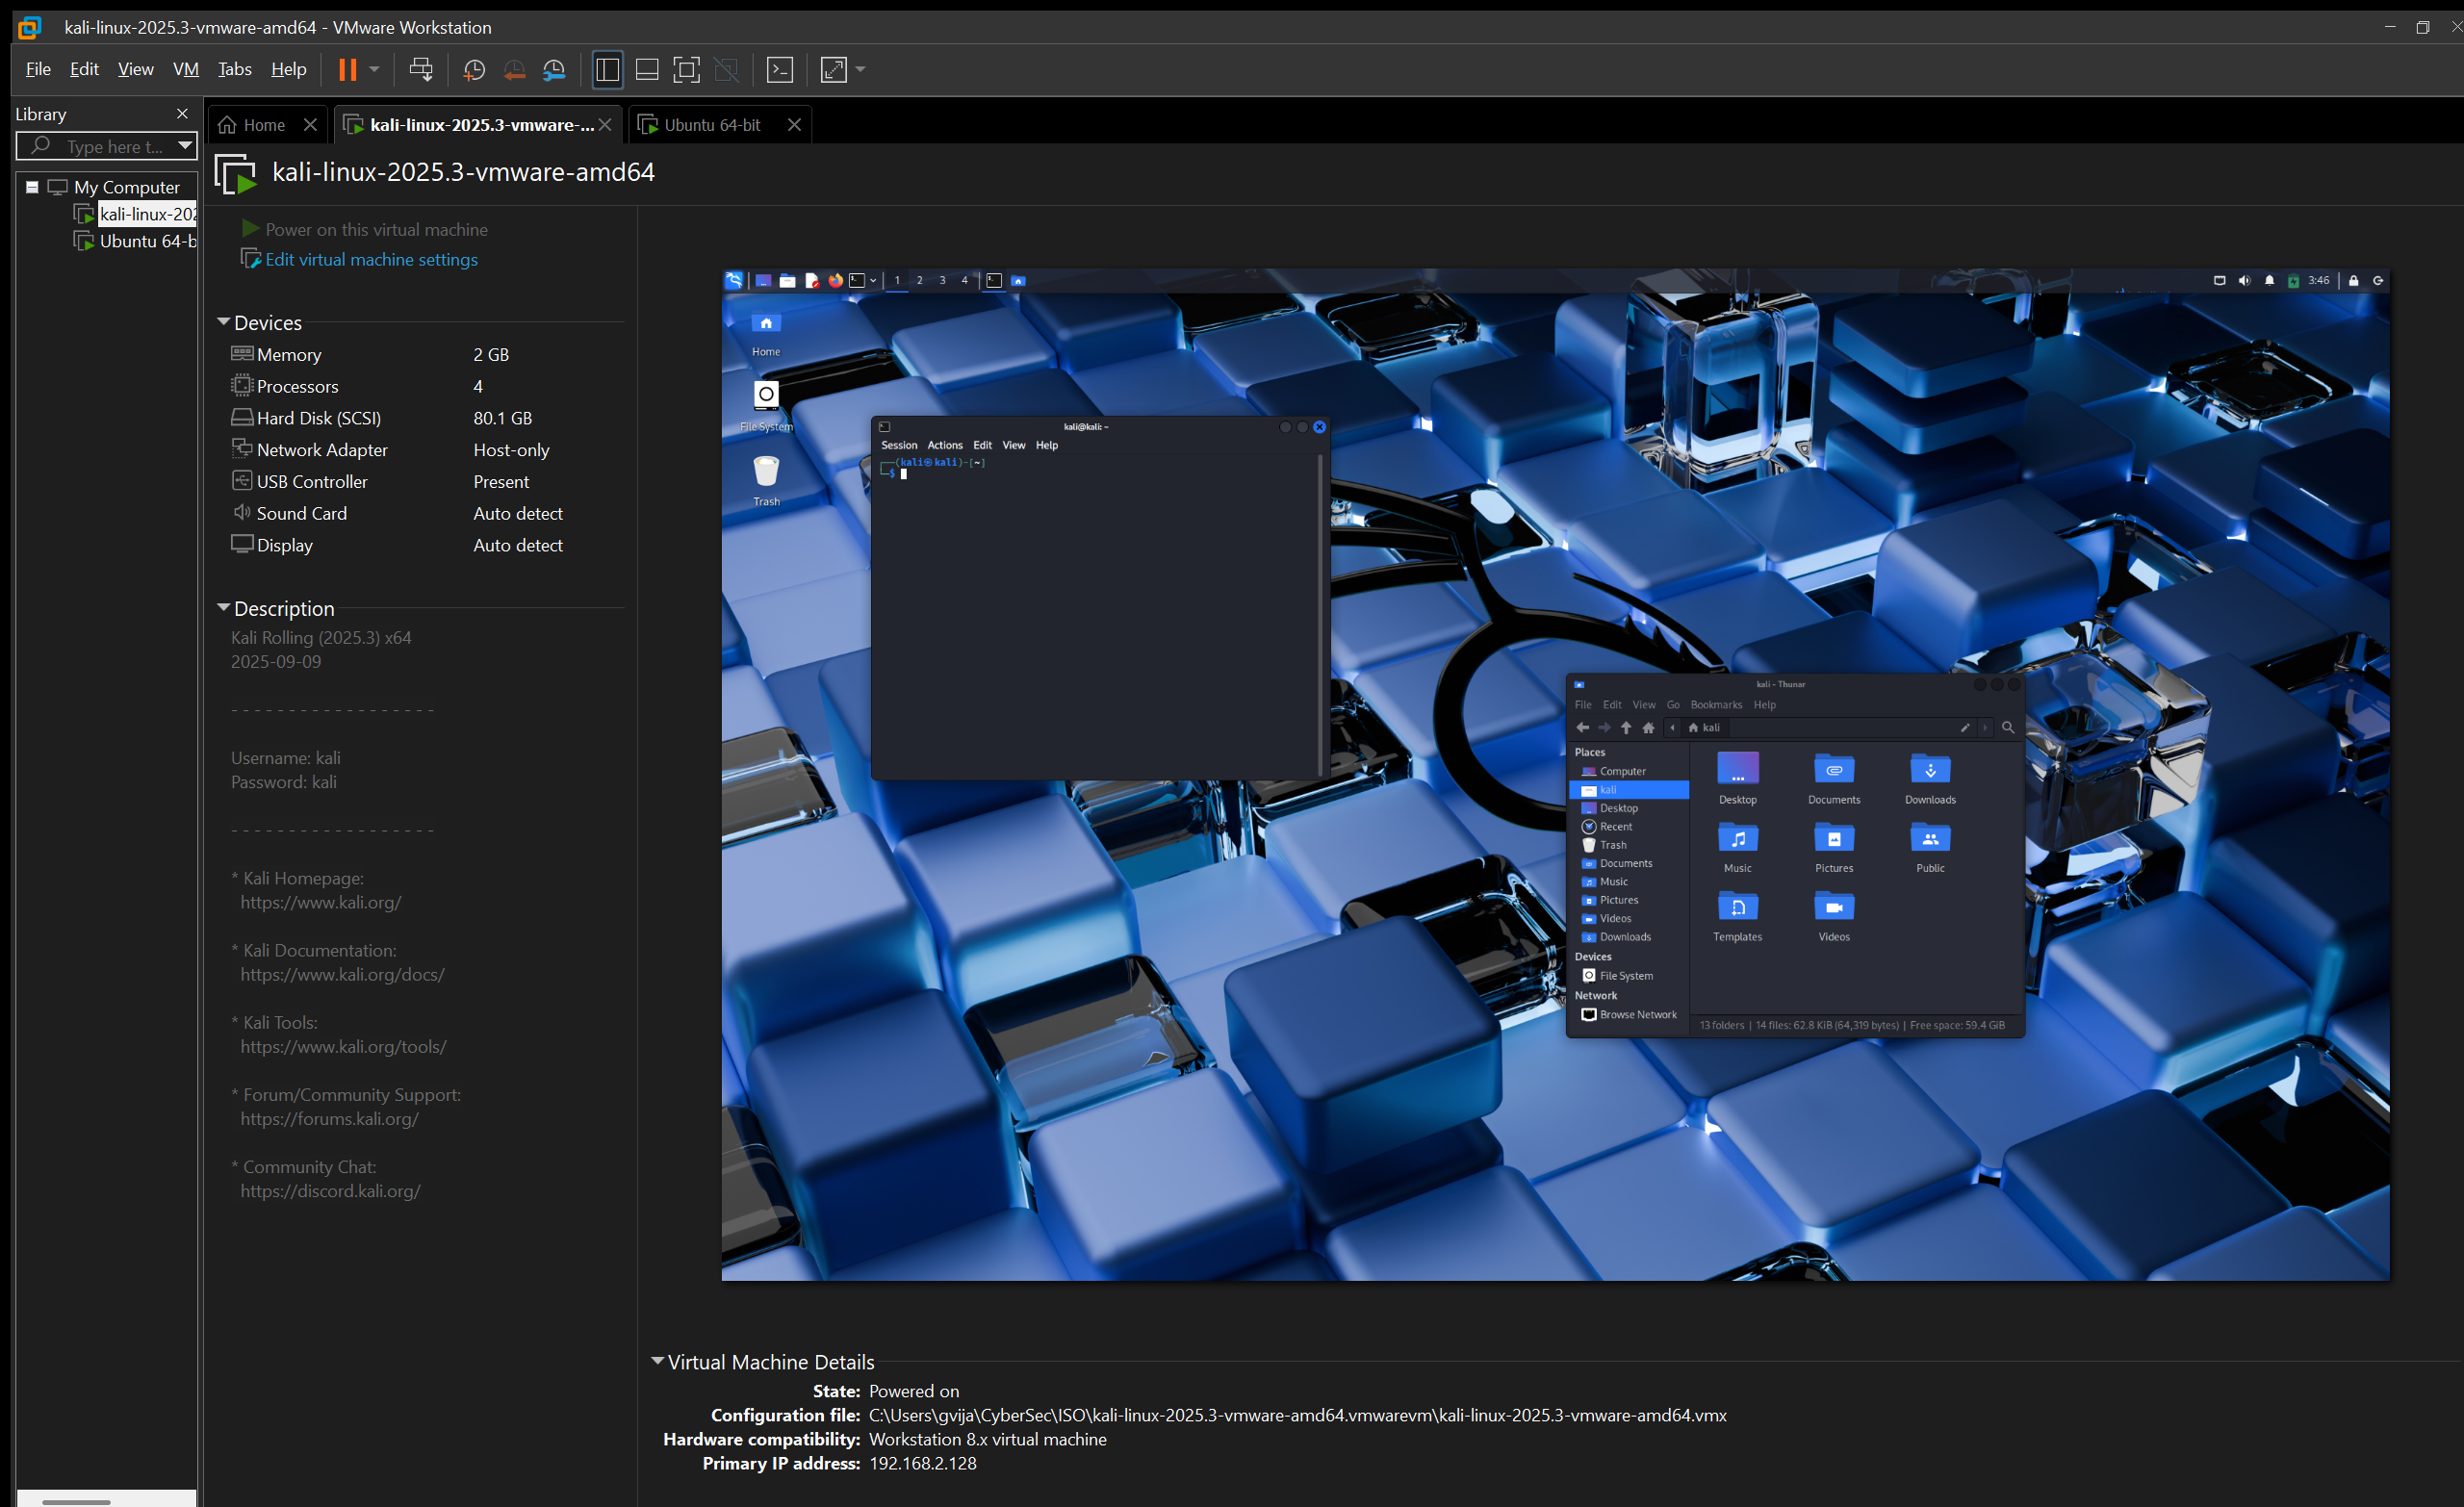 kali-linux-2025.3-vmware-amd64 - VMware Workstation
File Edit View VM Tabs Help
Library
Type here t...
My Computer
kali-linux-202
Ubuntu 64-b
Home
kali-linux-2025.3-vmware-...
Ubuntu 64-bit
kali-linux-2025.3-vmware-amd64
Power on this virtual machine
Edit virtual machine settings
Devices
Memory 2 GB
Processors 4
Hard Disk (SCSI) 80.1 GB
Network Adapter Host-only
USB Controller Present
Sound Card Auto detect
Display Auto detect
Description
Kali Rolling (2025.3) x64
2025-09-09
- - - - - - - - - - - - - - - - - -
Username: kali
Password: kali
- - - - - - - - - - - - - - - - - -
* Kali Homepage:
https://www.kali.org/
* Kali Documentation:
https://www.kali.org/docs/
* Kali Tools:
https://www.kali.org/tools/
* Forum/Community Support:
https://forums.kali.org/
* Community Chat:
https://discord.kali.org/
1 2 3 4
3:46
Home
File System
Trash
kali@kali: ~
Session Actions Edit View Help
(kali㉿kali)-[~]
$
kali - Thunar
File Edit View Go Bookmarks Help
kali
Places
Computer
kali
Desktop
Recent
Trash
Documents
Music
Pictures
Videos
Downloads
Devices
File System
Network
Browse Network
Desktop Documents Downloads
Music Pictures Public
Templates Videos
13 folders | 14 files: 62.8 KiB (64,319 bytes) | Free space: 59.4 GiB
Virtual Machine Details
State: Powered on
Configuration file: C:\Users\gvija\CyberSec\ISO\kali-linux-2025.3-vmware-amd64.vmwarevm\kali-linux-2025.3-vmware-amd64.vmx
Hardware compatibility: Workstation 8.x virtual machine
Primary IP address: 192.168.2.128